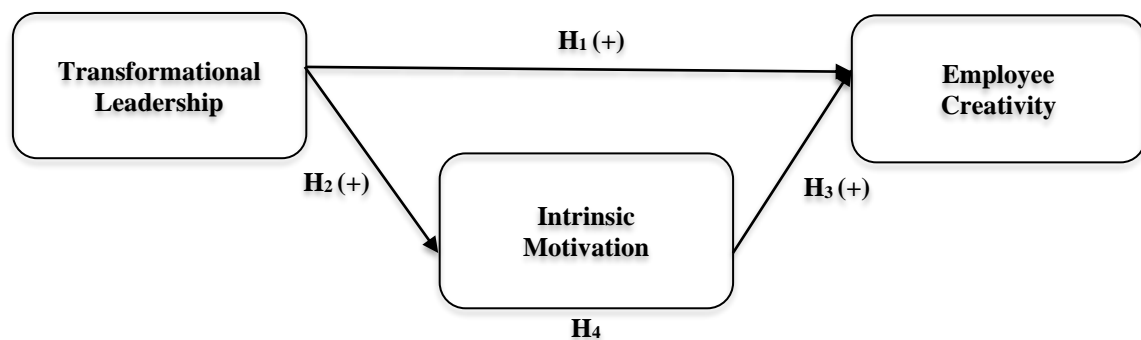 H₁ (+)
Transformational
Leadership
Employee
Creativity
H₂ (+)
H₃ (+)
Intrinsic
Motivation
H₄